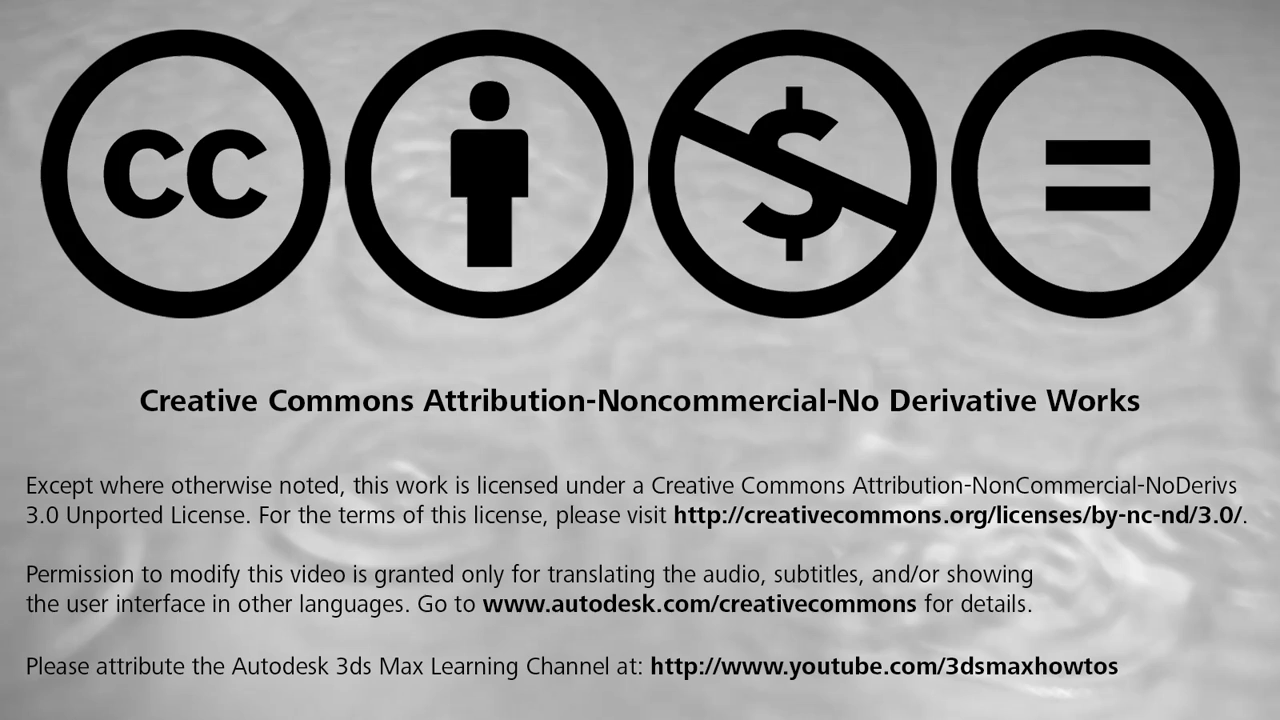 cc $ =
Creative Commons Attribution-Noncommercial-No Derivative Works
Except where otherwise noted, this work is licensed under a Creative Commons Attribution-NonCommercial-NoDerivs
3.0 Unported License. For the terms of this license, please visit http://creativecommons.org/licenses/by-nc-nd/3.0/.
Permission to modify this video is granted only for translating the audio, subtitles, and/or showing
the user interface in other languages. Go to www.autodesk.com/creativecommons for details.
Please attribute the Autodesk 3ds Max Learning Channel at: http://www.youtube.com/3dsmaxhowtos